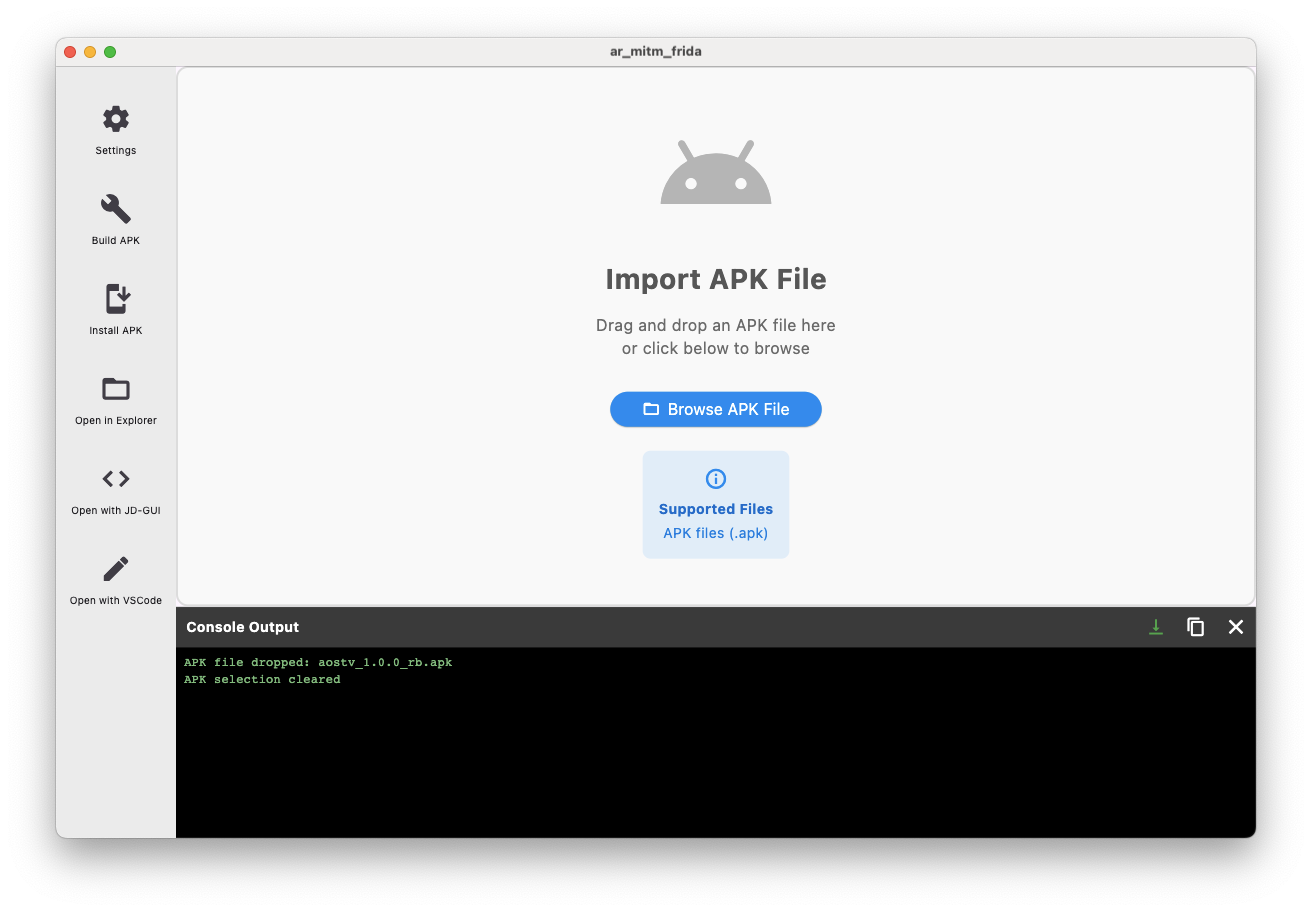 ar_mitm_frida
Settings
Build APK
Install APK
Open in Explorer
Open with JD-GUI
Open with VSCode
Import APK File
Drag and drop an APK file here
or click below to browse
Browse APK File
Supported Files
APK files (.apk)
Console Output
APK file dropped: aostv_1.0.0_rb.apk
APK selection cleared